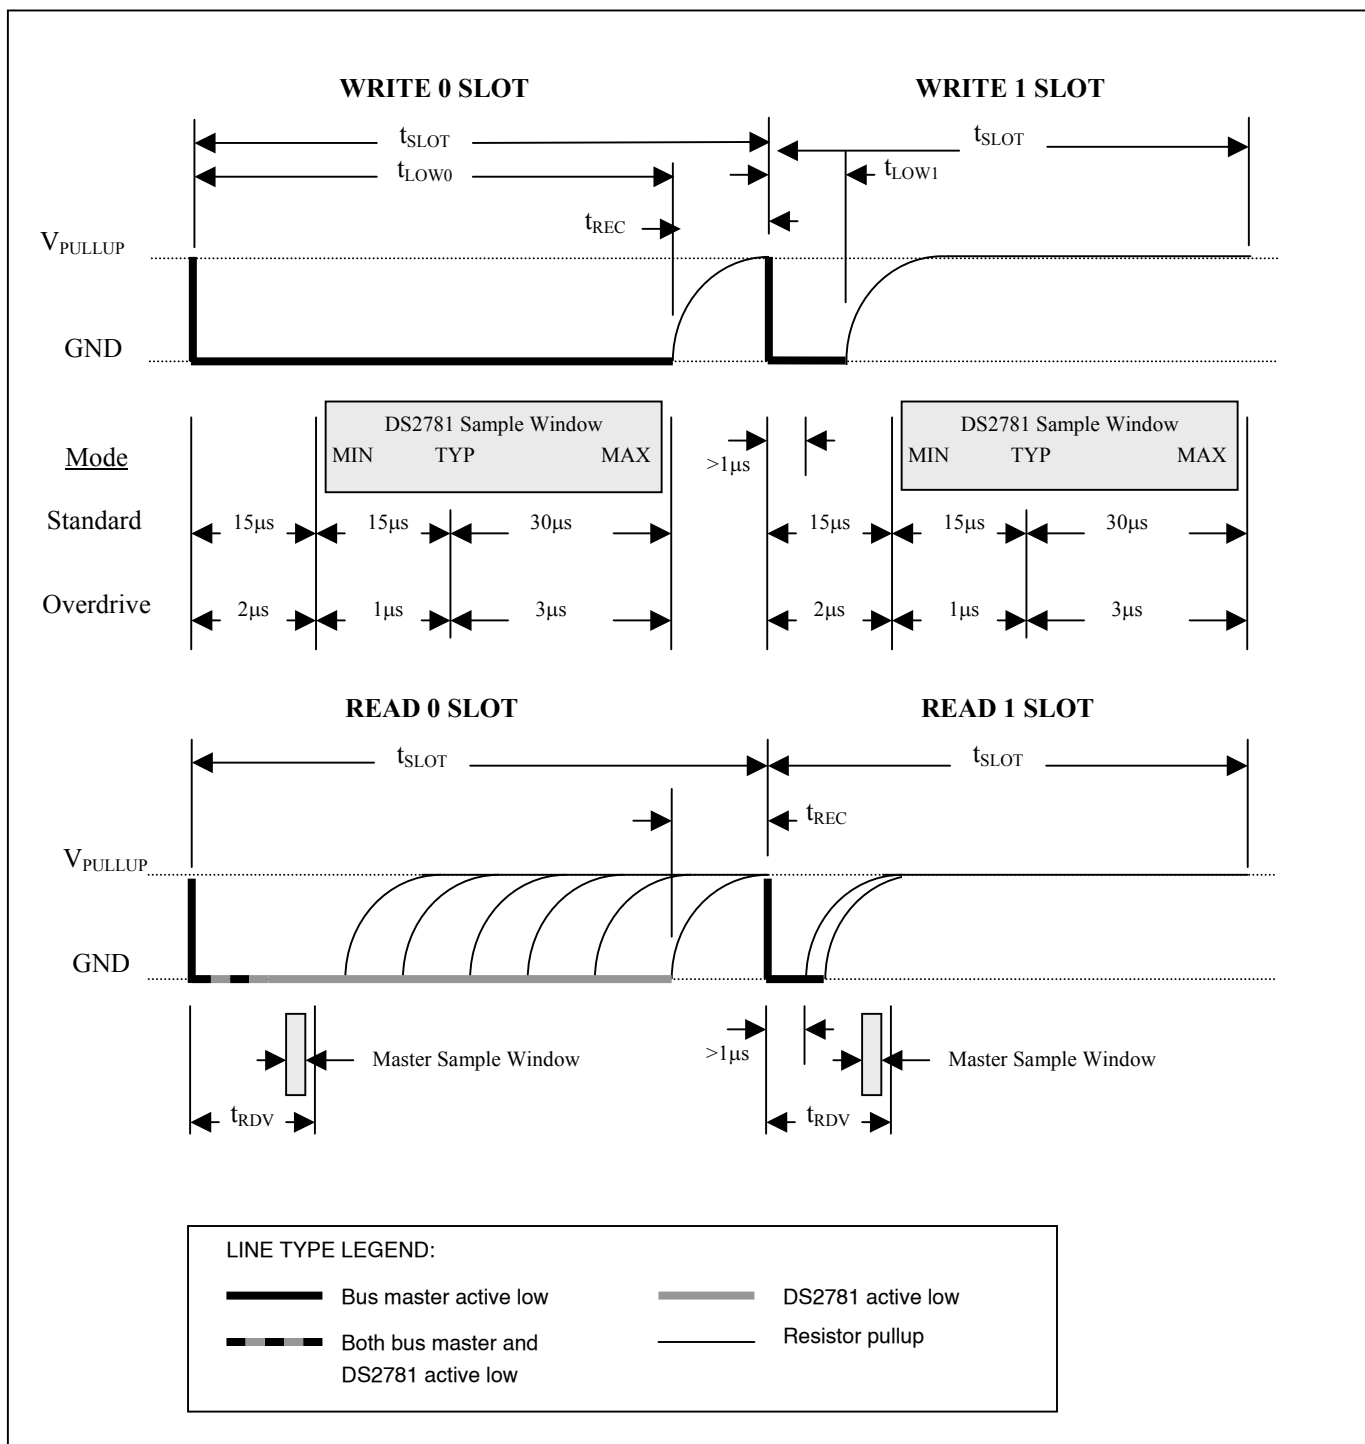 WRITE 0 SLOT WRITE 1 SLOT
tSLOT tSLOT
tLOW0 tLOW1
tREC
VPULLUP
GND
DS2781 Sample Window DS2781 Sample Window
Mode MIN TYP MAX >1µs MIN TYP MAX
Standard 15µs 15µs 30µs 15µs 15µs 30µs
Overdrive 2µs 1µs 3µs 2µs 1µs 3µs
READ 0 SLOT READ 1 SLOT
tSLOT tSLOT
tREC
VPULLUP
GND
>1µs
Master Sample Window Master Sample Window
tRDV tRDV
LINE TYPE LEGEND:
Bus master active low DS2781 active low
Both bus master and Resistor pullup
DS2781 active low